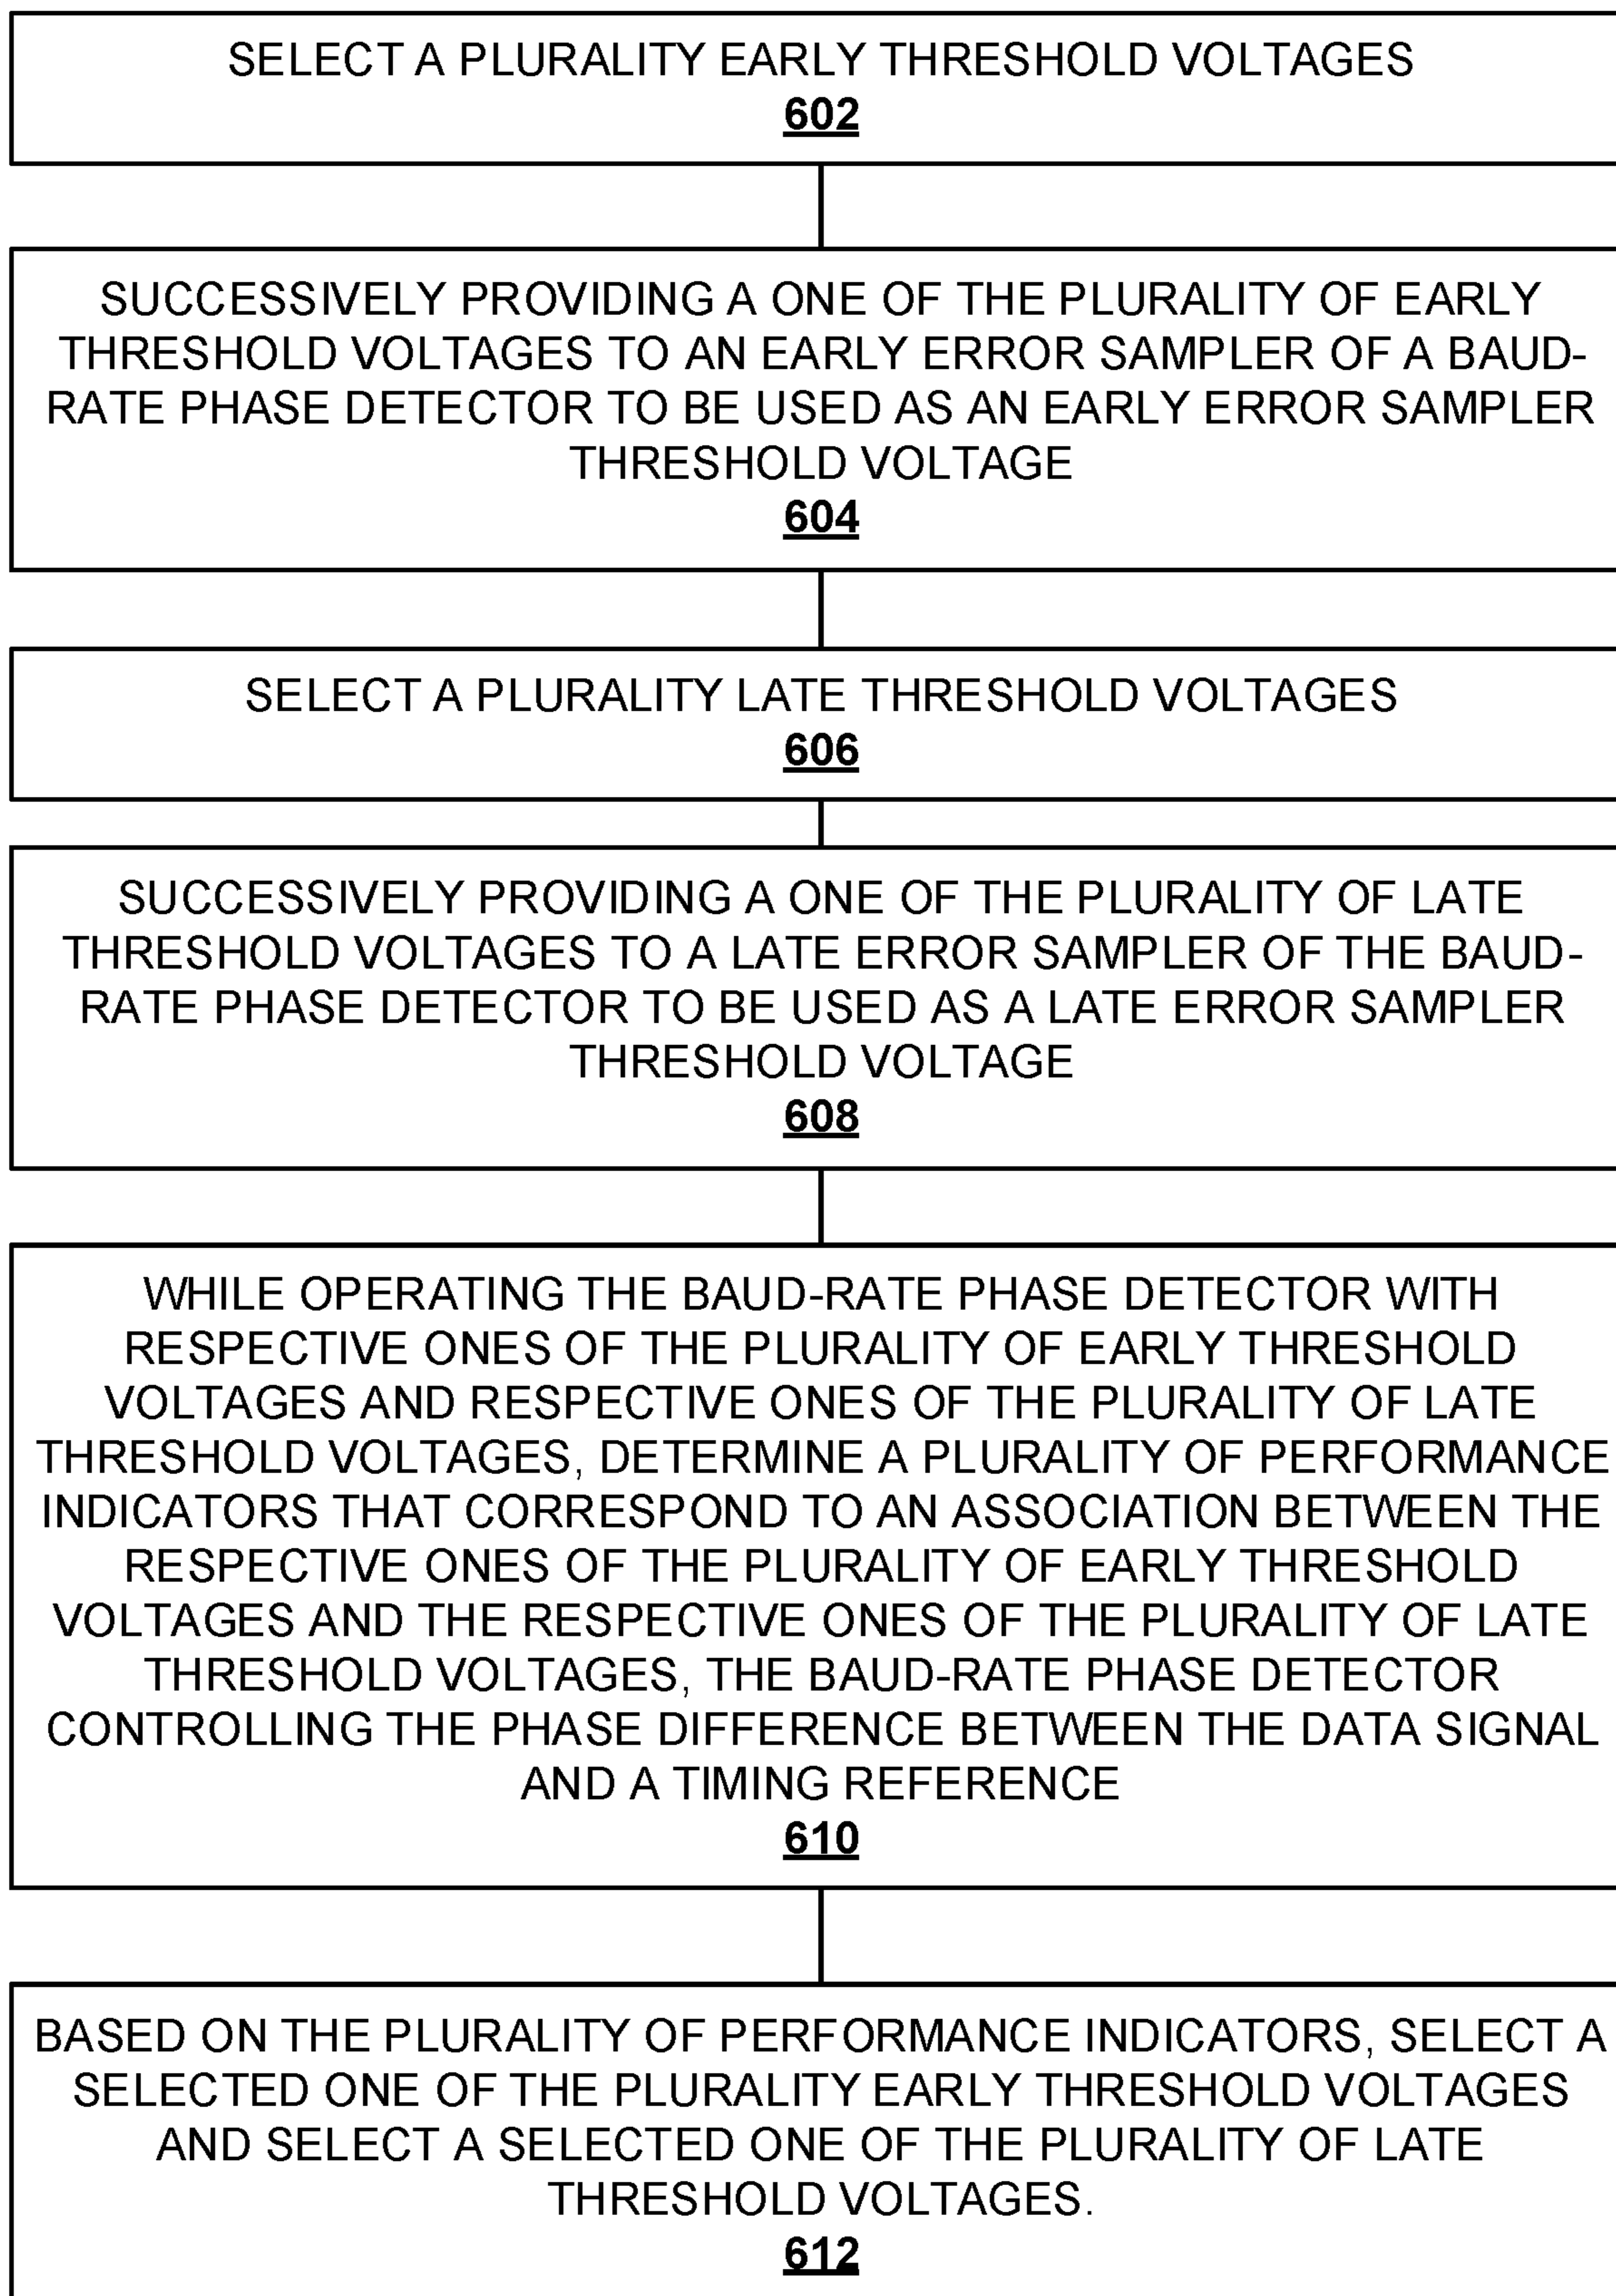 SELECT A PLURALITY EARLY THRESHOLD VOLTAGES
602
SUCCESSIVELY PROVIDING A ONE OF THE PLURALITY OF EARLY
THRESHOLD VOLTAGES TO AN EARLY ERROR SAMPLER OF A BAUD-
RATE PHASE DETECTOR TO BE USED AS AN EARLY ERROR SAMPLER
THRESHOLD VOLTAGE
604
SELECT A PLURALITY LATE THRESHOLD VOLTAGES
606
SUCCESSIVELY PROVIDING A ONE OF THE PLURALITY OF LATE
THRESHOLD VOLTAGES TO A LATE ERROR SAMPLER OF THE BAUD-
RATE PHASE DETECTOR TO BE USED AS A LATE ERROR SAMPLER
THRESHOLD VOLTAGE
608
WHILE OPERATING THE BAUD-RATE PHASE DETECTOR WITH
RESPECTIVE ONES OF THE PLURALITY OF EARLY THRESHOLD
VOLTAGES AND RESPECTIVE ONES OF THE PLURALITY OF LATE
THRESHOLD VOLTAGES, DETERMINE A PLURALITY OF PERFORMANCE
INDICATORS THAT CORRESPOND TO AN ASSOCIATION BETWEEN THE
RESPECTIVE ONES OF THE PLURALITY OF EARLY THRESHOLD
VOLTAGES AND THE RESPECTIVE ONES OF THE PLURALITY OF LATE
THRESHOLD VOLTAGES, THE BAUD-RATE PHASE DETECTOR
CONTROLLING THE PHASE DIFFERENCE BETWEEN THE DATA SIGNAL
AND A TIMING REFERENCE
610
BASED ON THE PLURALITY OF PERFORMANCE INDICATORS, SELECT A
SELECTED ONE OF THE PLURALITY EARLY THRESHOLD VOLTAGES
AND SELECT A SELECTED ONE OF THE PLURALITY OF LATE
THRESHOLD VOLTAGES.
612